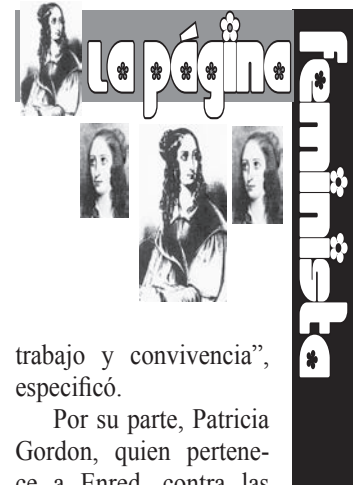 La página
feminista
trabajo y convivencia”,
especificó.
Por su parte, Patricia
Gordon, quien pertene-
ce a Enred, contra las